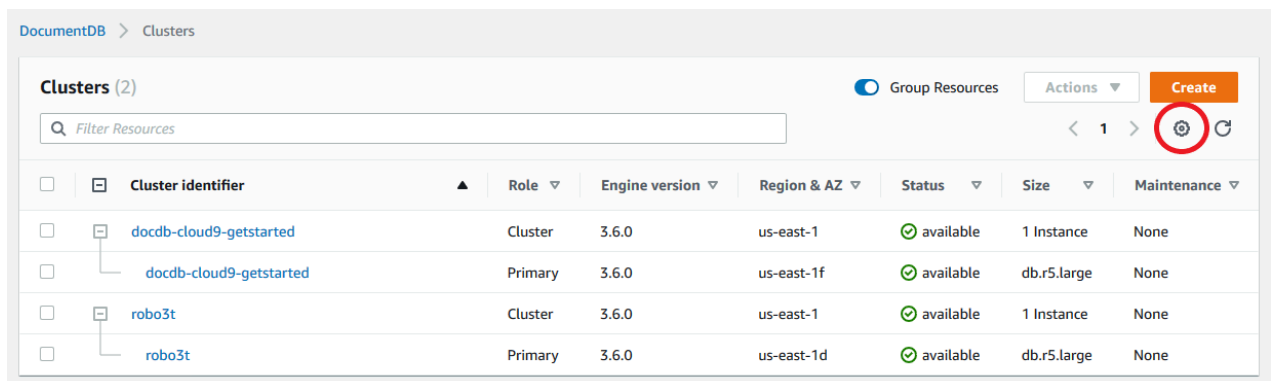 DocumentDB > Clusters
Clusters (2) Group Resources Actions Create
Filter Resources < 1 >
Cluster identifier Role Engine version Region & AZ Status Size Maintenance
docdb-cloud9-getstarted Cluster 3.6.0 us-east-1 available 1 Instance None
docdb-cloud9-getstarted Primary 3.6.0 us-east-1f available db.r5.large None
robo3t Cluster 3.6.0 us-east-1 available 1 Instance None
robo3t Primary 3.6.0 us-east-1d available db.r5.large None